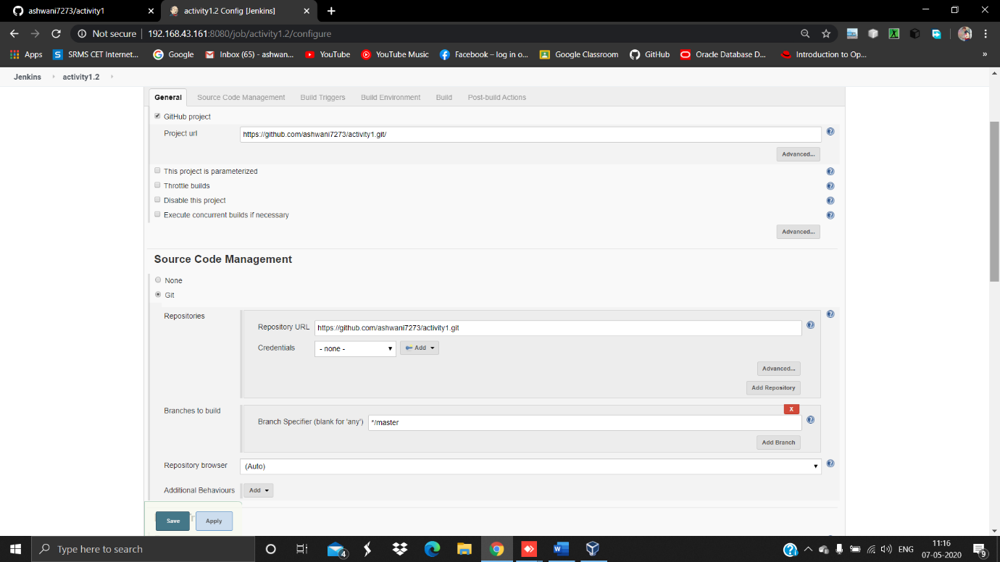 ashwani7273/activity1
activity1.2 Config [Jenkins]
Not secure | 192.168.43.161:8080/job/activity1.2/configure
Apps SRMS CET Internet... Google Inbox (65) - ashwan... YouTube YouTube Music Facebook – log in o... Google Classroom GitHub Oracle Database D... Introduction to Op... »
Jenkins activity1.2
General Source Code Management Build Triggers Build Environment Build Post-build Actions
GitHub project
Project url https://github.com/ashwani7273/activity1.git/
Advanced...
This project is parameterized
Throttle builds
Disable this project
Execute concurrent builds if necessary
Advanced...
Source Code Management
None
Git
Repositories
Repository URL https://github.com/ashwani7273/activity1.git
Credentials - none - Add
Advanced...
Add Repository
Branches to build
X
Branch Specifier (blank for 'any') */master
Add Branch
Repository browser (Auto)
Additional Behaviours Add
Save Apply
Type here to search
4
ENG
11:16
07-05-2020
9